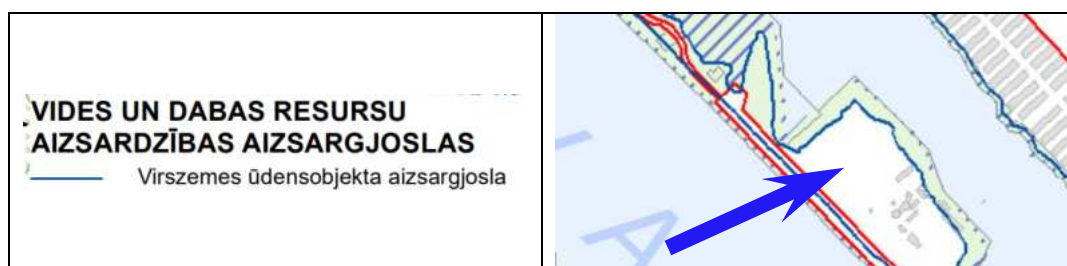 VIDES UN DABAS RESURSU
AIZSARDZĪBAS AIZSARGJOSLAS
Virszemes ūdensobjekta aizsargjosla
A